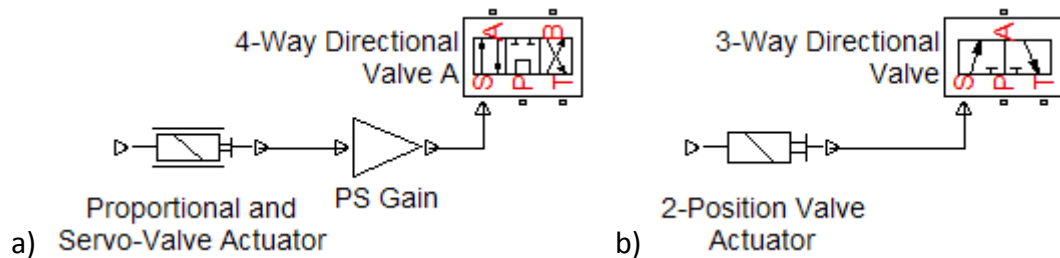 4-Way Directional
Valve A
A B
S P T
PS Gain
Proportional and
Servo-Valve Actuator
a)
3-Way Directional
Valve
A
S P T
2-Position Valve
Actuator
b)